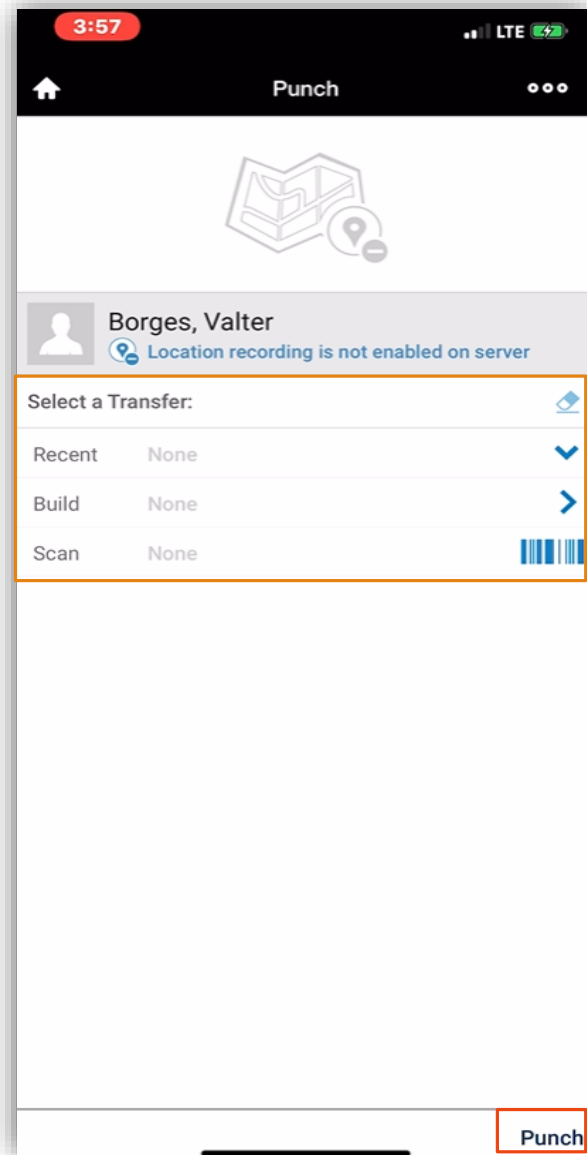 3:57 LTE
Punch
Borges, Valter
Location recording is not enabled on server
Select a Transfer:
Recent None
Build None
Scan None
Punch